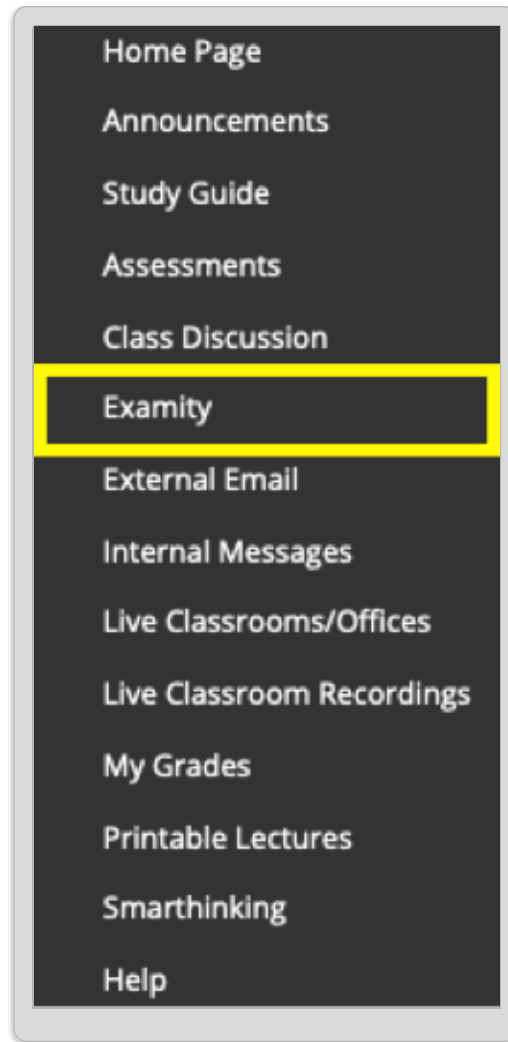 Home Page
Announcements
Study Guide
Assessments
Class Discussion
Examity
External Email
Internal Messages
Live Classrooms/Offices
Live Classroom Recordings
My Grades
Printable Lectures
Smarthinking
Help